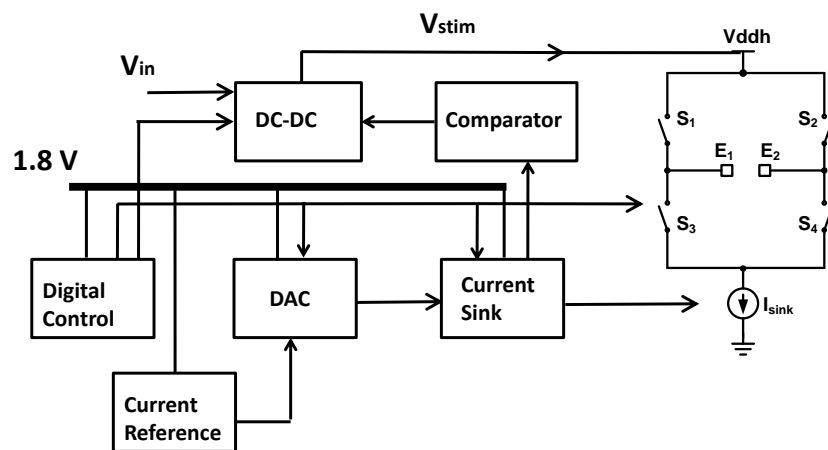 Vstim
Vddh
Vin
DC-DC
Comparator
S1
S2
E1
E2
1.8 V
S3
S4
Digital
Control
DAC
Current
Sink
Isink
Current
Reference